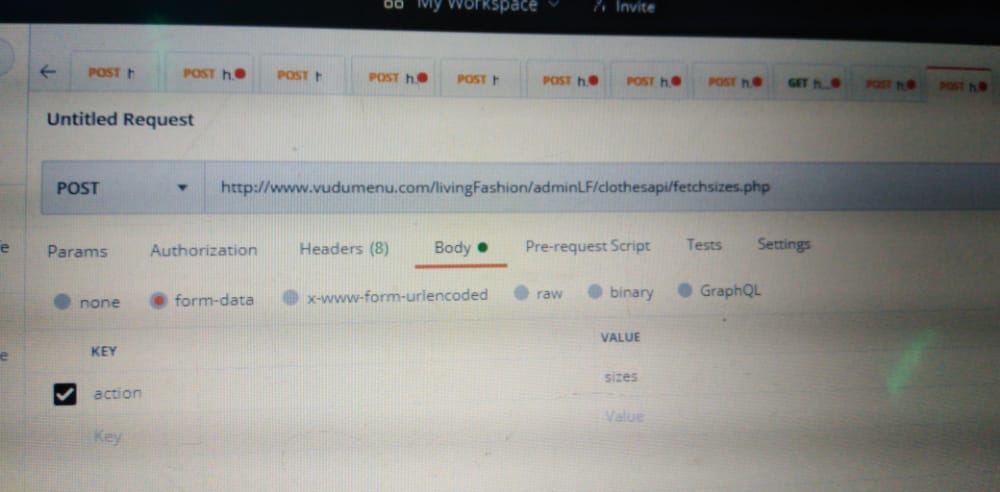 My Workspace Invite
POST h POST h. POST h POST h. POST h POST h. POST h. POST h. GET h... POST h. POST h.
Untitled Request
POST http://www.vudumenu.com/livingFashion/adminLF/clothesapi/fetchsizes.php
Params Authorization Headers (8) Body Pre-request Script Tests Settings
none form-data x-www-form-urlencoded raw binary GraphQL
KEY VALUE
action sizes
Key Value